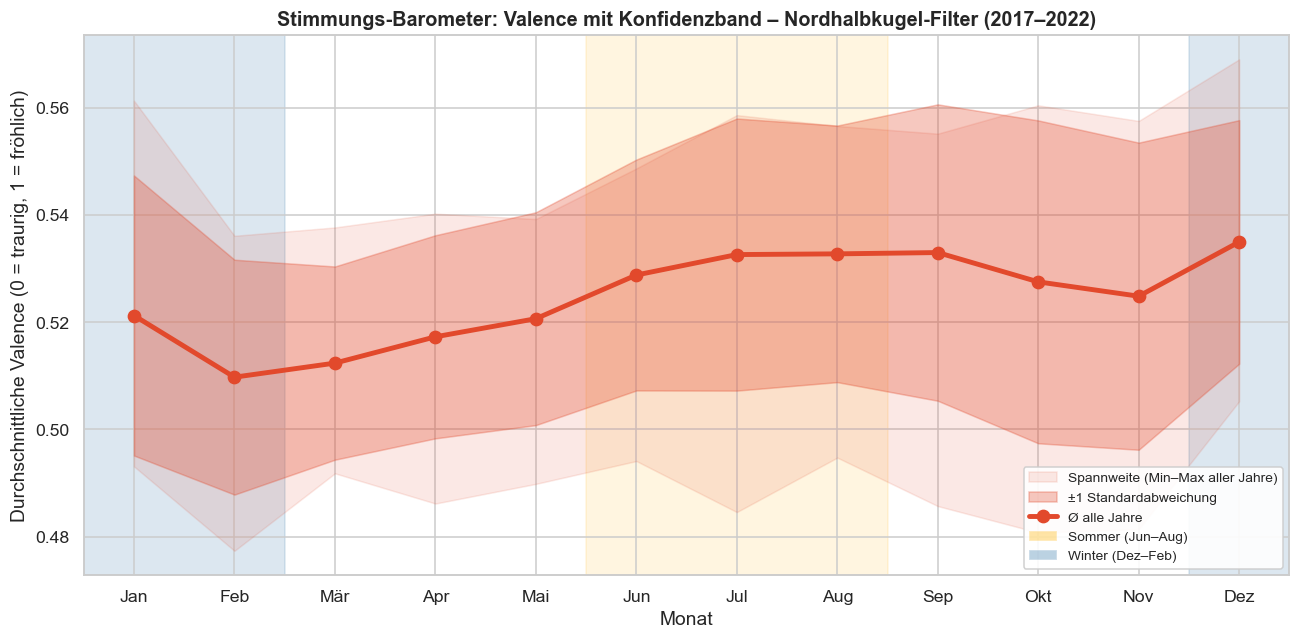 Stimmungs-Barometer: Valence mit Konfidenzband – Nordhalbkugel-Filter (2017–2022)
Durchschnittliche Valence (0 = traurig, 1 = fröhlich)
0.56
0.54
0.52
0.50
0.48
Spannweite (Min–Max aller Jahre)
±1 Standardabweichung
Ø alle Jahre
Sommer (Jun–Aug)
Winter (Dez–Feb)
Jan Feb Mär Apr Mai Jun Jul Aug Sep Okt Nov Dez
Monat